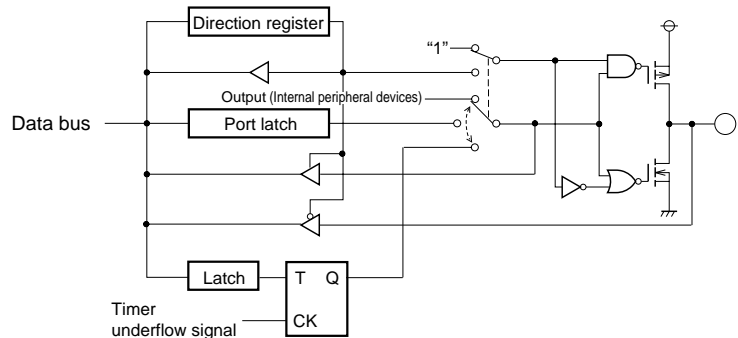 Direction register
“1”
Output (Internal peripheral devices)
Data bus
Port latch
Latch
T Q
CK
Timer
underflow signal